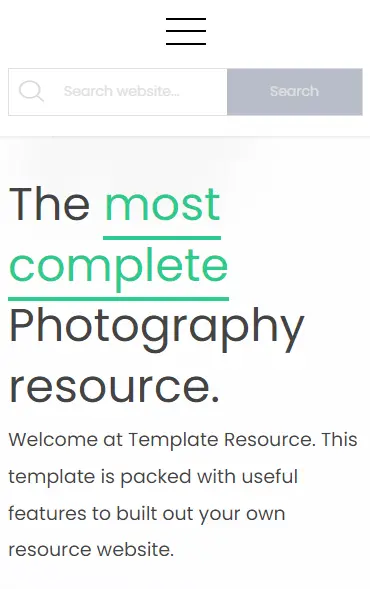 Search website...
Search
The most
complete
Photography
resource.
Welcome at Template Resource. This
template is packed with useful
features to built out your own
resource website.